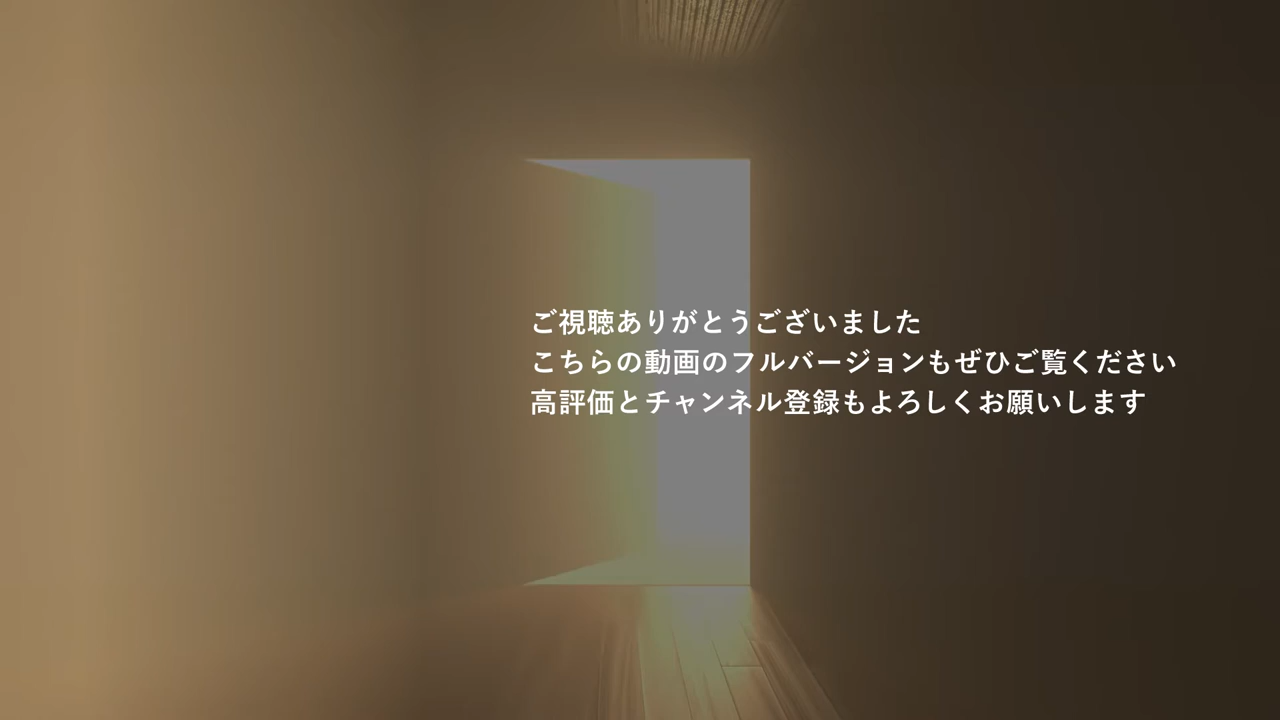 ご視聴ありがとうございました
こちらの動画のフルバージョンもぜひご覧ください
高評価とチャンネル登録もよろしくお願いします